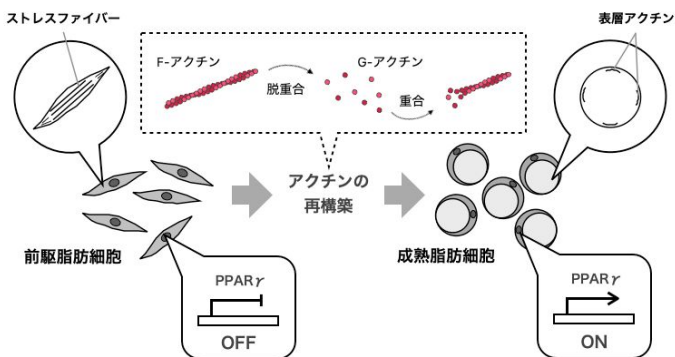 ストレスファイバー
表層アクチン
F-アクチン
G-アクチン
脱重合
重合
アクチンの
再構築
前駆脂肪細胞
成熟脂肪細胞
PPARγ
OFF
PPARγ
ON